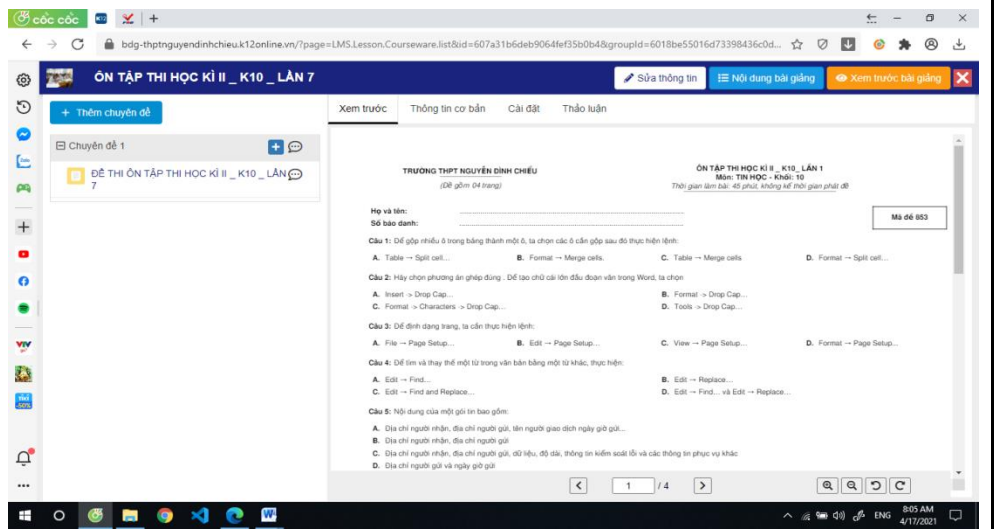 cốc cốc
K12
bdg-thptnguyendinhchieu.k12online.vn/?page=LMS.Lesson.Courseware.list&id=607a31b6deb9064fef35b0b4&groupId=6018be55016d73398436c0d...
ÔN TẬP THI HỌC KÌ II _ K10 _ LẦN 7
Sửa thông tin
Nội dung bài giảng
Xem trước bài giảng
+ Thêm chuyên đề
Xem trước
Thông tin cơ bản
Cài đặt
Thảo luận
Chuyên đề 1
ĐỀ THI ÔN TẬP THI HỌC KÌ II _ K10 _ LẦN
7
TRƯỜNG THPT NGUYỄN ĐÌNH CHIỂU
(Đề gồm 04 trang)
ÔN TẬP THI HỌC KÌ II _ K10_ LẦN 1
Môn: TIN HỌC - Khối: 10
Thời gian làm bài: 45 phút, không kể thời gian phát đề
Họ và tên:
Số báo danh:
Mã đề 853
Câu 1: Để gộp nhiều ô trong bảng thành một ô, ta chọn các ô cần gộp sau đó thực hiện lệnh:
A. Table → Split cell... B. Format → Merge cells. C. Table → Merge cells. D. Format → Split cell...
Câu 2: Hãy chọn phương án ghép đúng . Để tạo chữ cái lớn đầu đoạn văn trong Word, ta chọn
A. Insert -> Drop Cap... B. Format -> Drop Cap...
C. Format -> Characters -> Drop Cap... D. Tools -> Drop Cap...
Câu 3: Để định dạng trang, ta cần thực hiện lệnh:
A. File → Page Setup... B. Edit → Page Setup... C. View → Page Setup... D. Format → Page Setup...
Câu 4: Để tìm và thay thế một từ trong văn bản bằng một từ khác, thực hiện:
A. Edit → Find... B. Edit → Replace...
C. Edit → Find and Replace... D. Edit → Find... và Edit → Replace...
Câu 5: Nội dung của một gói tin bao gồm:
A. Địa chỉ người nhận, địa chỉ người gửi, tên người giao dịch ngày giờ gửi...
B. Địa chỉ người nhận, địa chỉ người gửi
C. Địa chỉ người nhận, địa chỉ người gửi, dữ liệu, độ dài, thông tin kiểm soát lỗi và các thông tin phục vụ khác
D. Địa chỉ người gửi và ngày giờ gửi
1 / 4
VTV
tiki
-50%
ENG
8:05 AM
4/17/2021